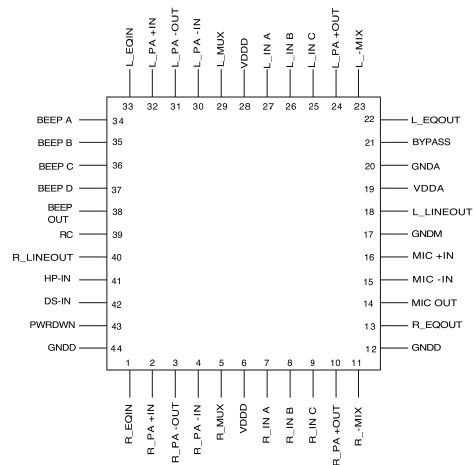 L_EQIN
L_PA +IN
L_PA -OUT
L_PA -IN
L_MUX
VDDD
L_IN A
L_IN B
L_IN C
L_PA +OUT
L_-MIX
33 32 31 30 29 28 27 26 25 24 23
BEEP A 34
BEEP B 35
BEEP C 36
BEEP D 37
BEEP
OUT 38
RC 39
R_LINEOUT 40
HP-IN 41
DS-IN 42
PWRDWN 43
GNDD 44
22 L_EQOUT
21 BYPASS
20 GNDA
19 VDDA
18 L_LINEOUT
17 GNDM
16 MIC +IN
15 MIC -IN
14 MIC OUT
13 R_EQOUT
12 GNDD
1 2 3 4 5 6 7 8 9 10 11
R_EQIN
R_PA +IN
R_PA -OUT
R_PA -IN
R_MUX
VDDD
R_IN A
R_IN B
R_IN C
R_PA +OUT
R_-MIX